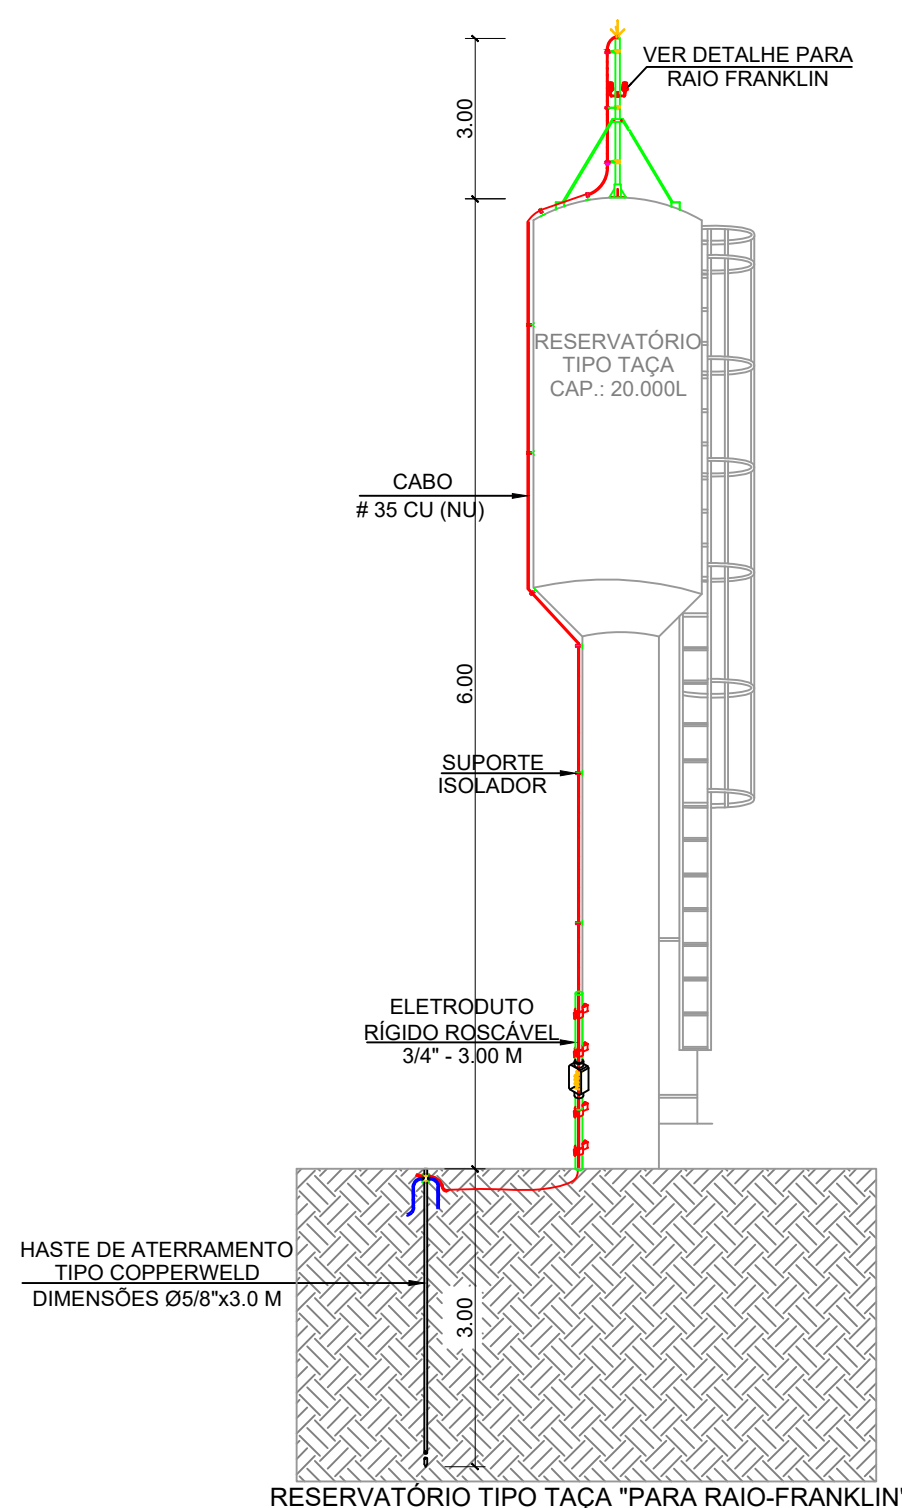 VER DETALHE PARA
RAIO FRANKLIN
3.00
RESERVATÓRIO
TIPO TAÇA
CAP.: 20.000L
CABO
# 35 CU (NU)
6.00
SUPORTE
ISOLADOR
ELETRODUTO
RÍGIDO ROSCÁVEL
3/4" - 3.00 M
HASTE DE ATERRAMENTO
TIPO COPPERWELD
DIMENSÕES Ø5/8"x3.0 M
3.00
RESERVATÓRIO TIPO TAÇA "PARA RAIO-FRANKLIN"